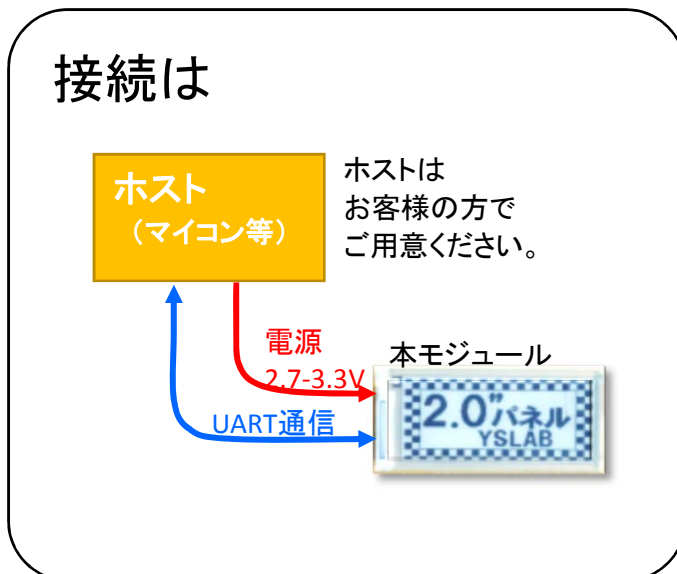 接続は
ホスト
（マイコン等）
ホストは
お客様の方で
ご用意ください。
電源
2.7-3.3V
本モジュール
UART通信
2.0”パネル
YSLAB